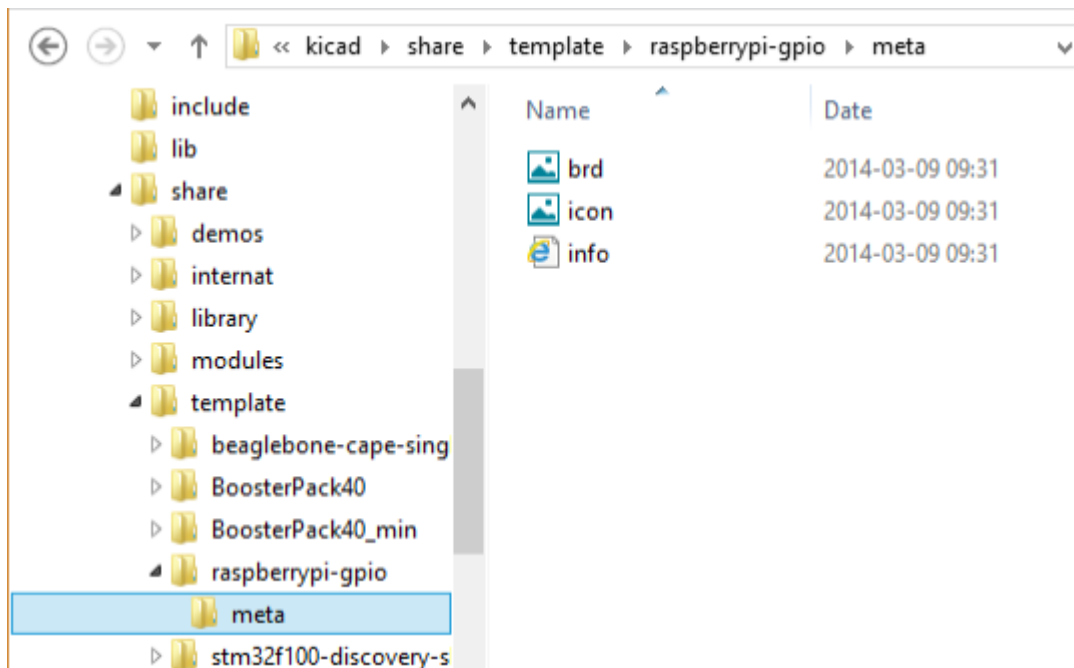 « kicad share template raspberrypi-gpio meta
include
lib
share
demos
internat
library
modules
template
beaglebone-cape-sing
BoosterPack40
BoosterPack40_min
raspberrypi-gpio
meta
stm32f100-discovery-s
Name Date
brd 2014-03-09 09:31
icon 2014-03-09 09:31
info 2014-03-09 09:31